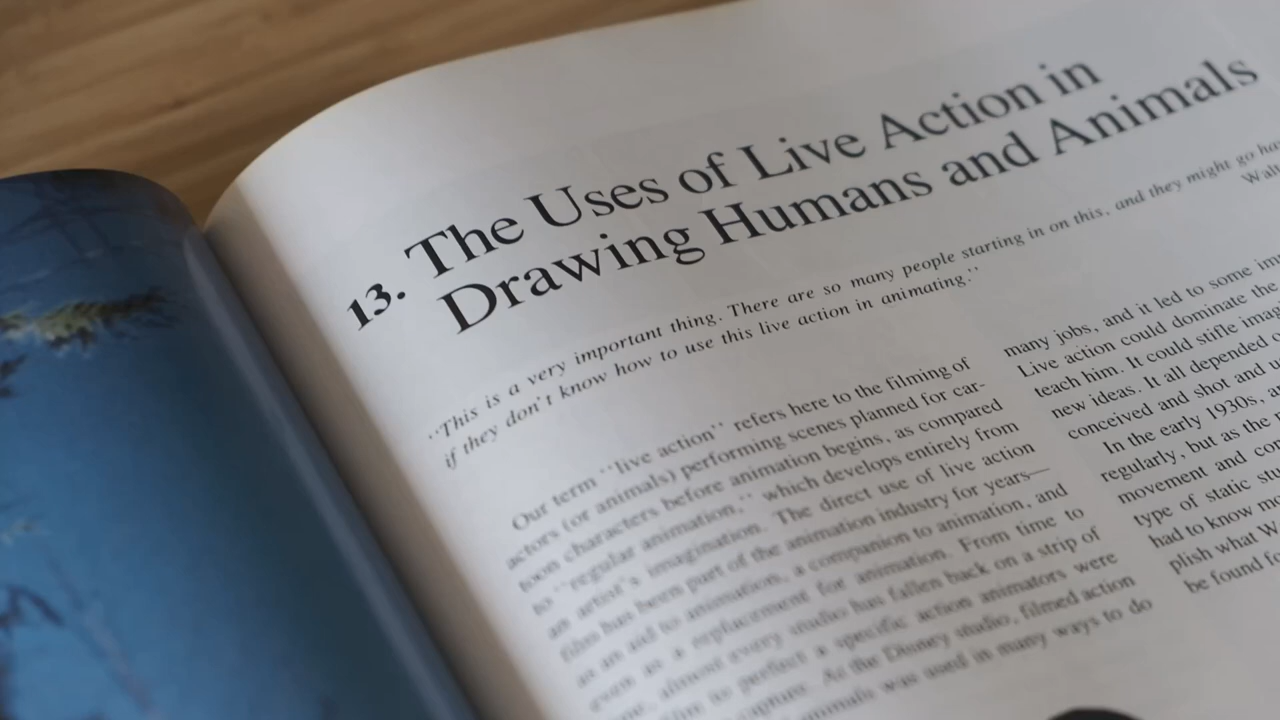 13. The Uses of Live Action in
Drawing Humans and Animals
“This is a very important thing. There are so many people starting in on this, and they might go
if they don't know how to use this live action in animating.”
Walt
Our term “live action” refers here to the filming of
actors (or animals) performing scenes planned for car-
toon characters before animation begins, as compared
to “regular animation,” which develops entirely from
an artist's imagination. The direct use of live action
film has been part of the animation industry for years—
as an aid to animation, a companion to animation, and
even as a replacement for animation. From time to
time, almost every studio has fallen back on a strip of
film to perfect a specific action animators were
capture. At the Disney studio, filmed action
animals was used in many ways to do
many jobs, and it led to some
Live action could dominate the
teach him. It could stifle
new ideas. It all depended
conceived and shot and
In the early 1930s,
regularly, but as the
movement and
type of static
had to know
plish what
be found